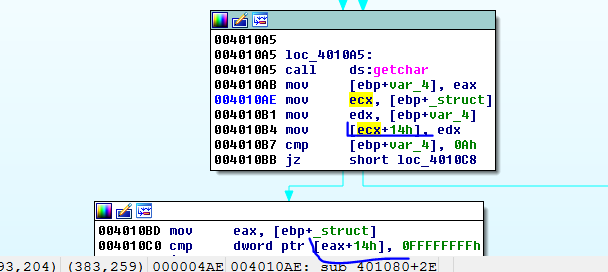 004010A5
004010A5 loc_4010A5:
004010A5 call ds:getchar
004010AB mov [ebp+var_4], eax
004010AE mov ecx, [ebp+_struct]
004010B1 mov edx, [ebp+var_4]
004010B4 mov [ecx+14h], edx
004010B7 cmp [ebp+var_4], 0Ah
004010BB jz short loc_4010C8
004010BD mov eax, [ebp+_struct]
004010C0 cmp dword ptr [eax+14h], 0FFFFFFFFh
93,204) (383,259) 000004AE 004010AE: sub_401080+2E